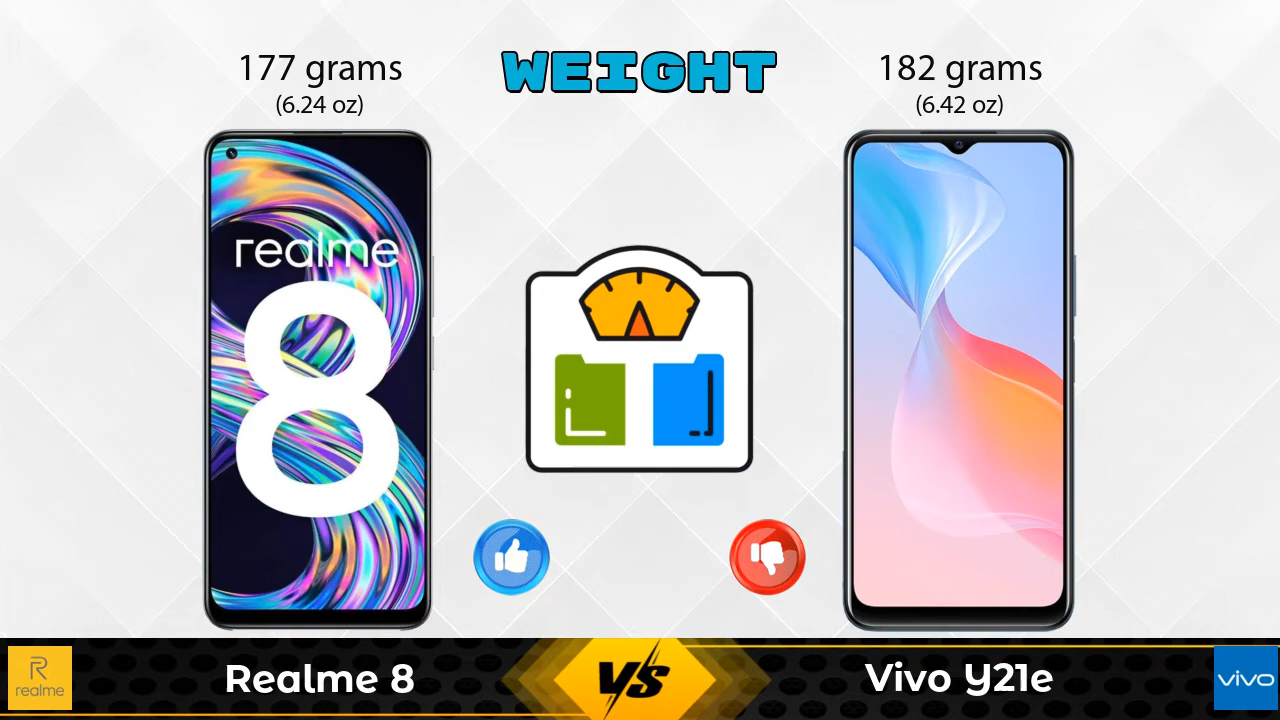 177 grams
(6.24 oz)
WEIGHT
182 grams
(6.42 oz)
realme
8
R
realme
Realme 8
VS
Vivo Y21e
vivo